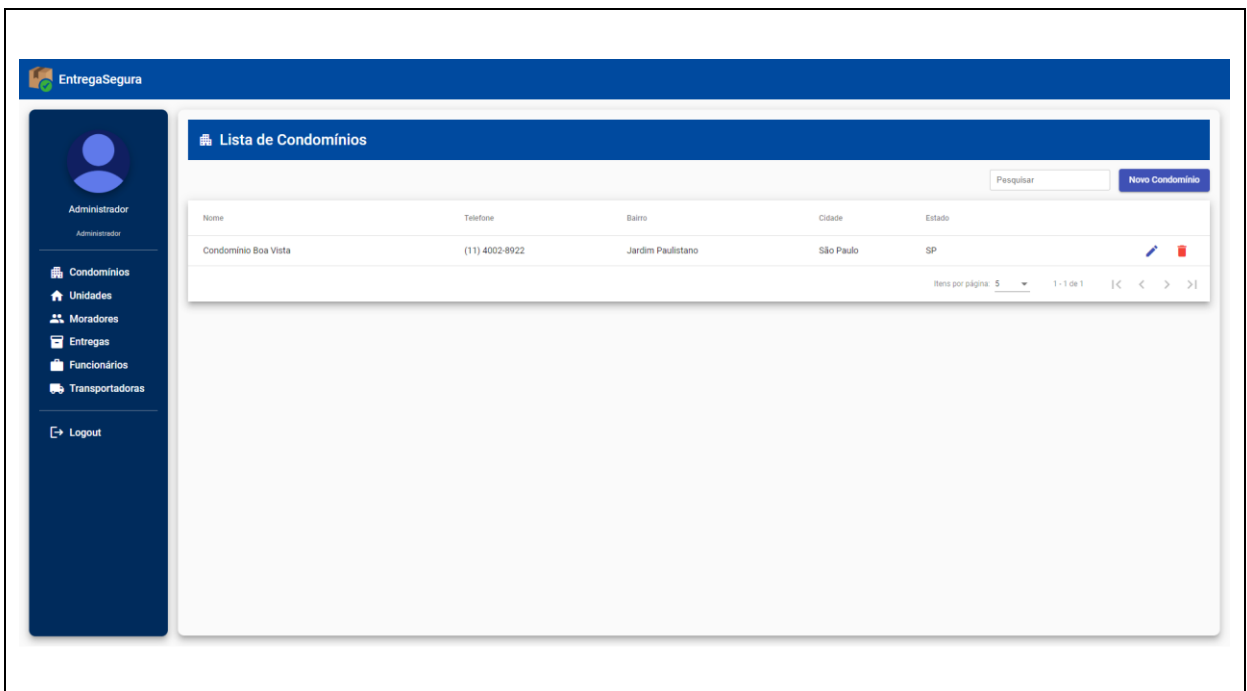 EntregaSegura
Administrador
Administrador
Condomínios
Unidades
Moradores
Entregas
Funcionários
Transportadoras
Logout
Lista de Condomínios
Pesquisar
Novo Condomínio
Nome Telefone Bairro Cidade Estado
Condomínio Boa Vista (11) 4002-8922 Jardim Paulistano São Paulo SP
Itens por página: 5 1 - 1 de 1